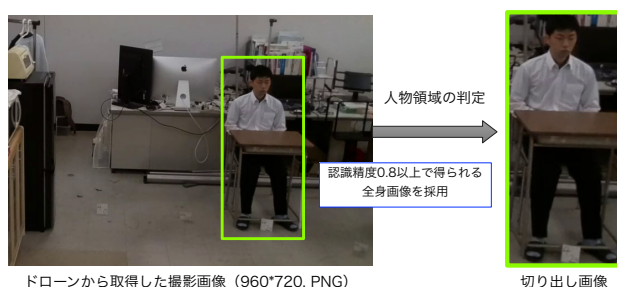 人物領域の判定
認識精度0.8以上で得られる
全身画像を採用
ドローンから取得した撮影画像（960*720, PNG）
切り出し画像